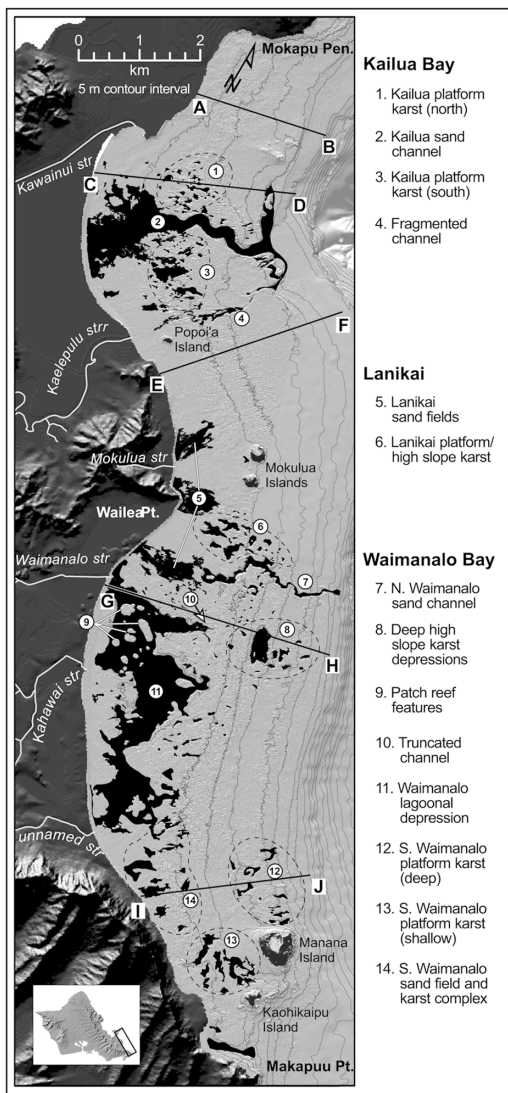 0 1 2
km
5 m contour interval
N
Mokapu Pen.
A
B
Kawainui str
C
D
1
2
3
4
Popoi'a
Island
F
Kaelepulu strr
E
Mokulua str
Mokulua
Islands
Wailea Pt.
5
6
Waimanalo str
7
G
10
9
8
H
11
Kahawai str
unnamed str
12
J
I
14
13
Manana
Island
Kaohikaipu
Island
Makapuu Pt.
Kailua Bay
1. Kailua platform
karst (north)
2. Kailua sand
channel
3. Kailua platform
karst (south)
4. Fragmented
channel
Lanikai
5. Lanikai
sand fields
6. Lanikai platform/
high slope karst
Waimanalo Bay
7. N. Waimanalo
sand channel
8. Deep high
slope karst
depressions
9. Patch reef
features
10. Truncated
channel
11. Waimanalo
lagoonal
depression
12. S. Waimanalo
platform karst
(deep)
13. S. Waimanalo
platform karst
(shallow)
14. S. Waimanalo
sand field and
karst complex